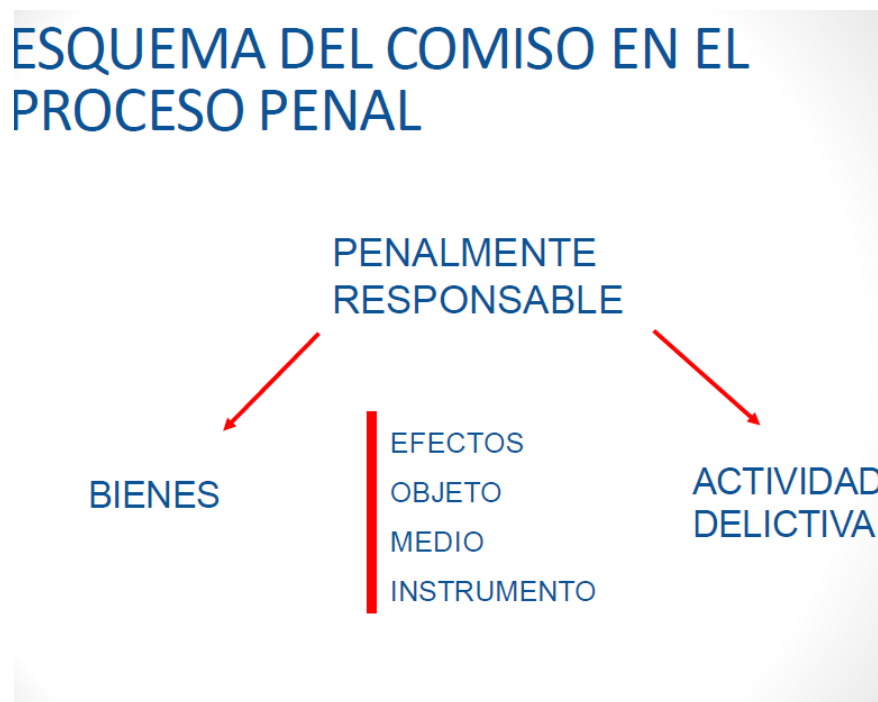 ESQUEMA DEL COMISO EN EL
PROCESO PENAL
PENALMENTE
RESPONSABLE
BIENES
EFECTOS
OBJETO
MEDIO
INSTRUMENTO
ACTIVIDAD
DELICTIVA